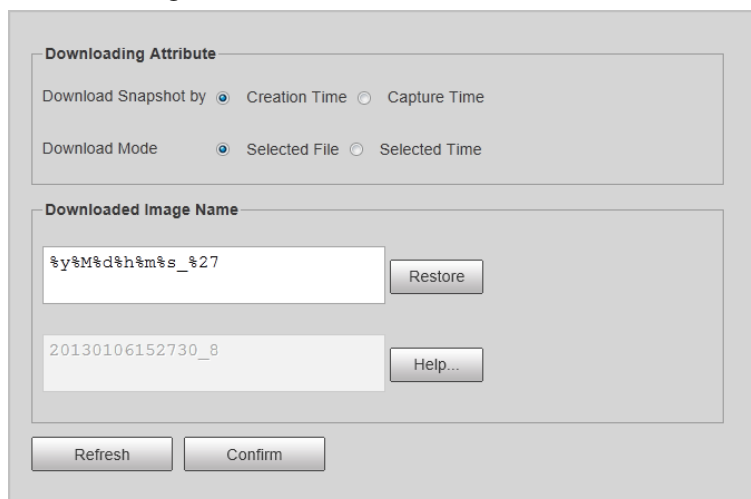 Downloading Attribute
Download Snapshot by Creation Time Capture Time
Download Mode Selected File Selected Time
Downloaded Image Name
%y%M%d%h%m%s_%27
Restore
20130106152730_8
Help...
Refresh Confirm